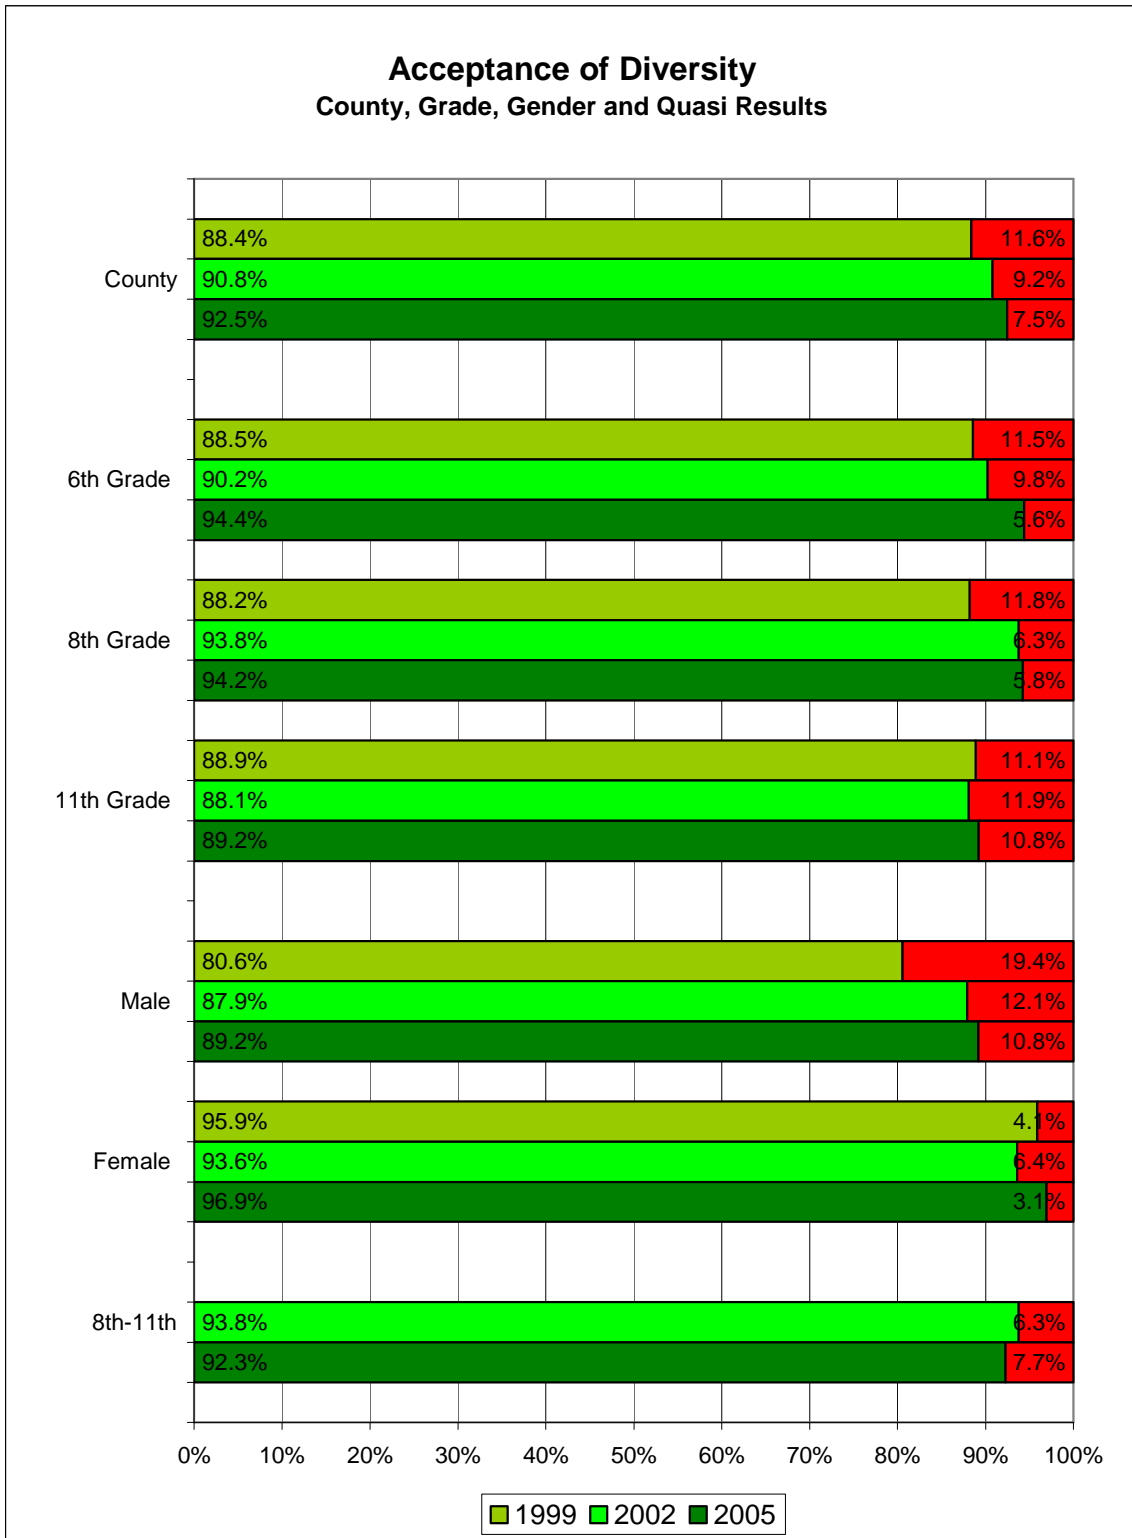 Acceptance of Diversity
County, Grade, Gender and Quasi Results
88.4% 11.6%
County 90.8% 9.2%
92.5% 7.5%
88.5% 11.5%
6th Grade 90.2% 9.8%
94.4% 5.6%
88.2% 11.8%
8th Grade 93.8% 6.3%
94.2% 5.8%
88.9% 11.1%
11th Grade 88.1% 11.9%
89.2% 10.8%
80.6% 19.4%
Male 87.9% 12.1%
89.2% 10.8%
95.9% 4.1%
Female 93.6% 6.4%
96.9% 3.1%
8th-11th 93.8% 6.3%
92.3% 7.7%
0% 10% 20% 30% 40% 50% 60% 70% 80% 90% 100%
1999 2002 2005